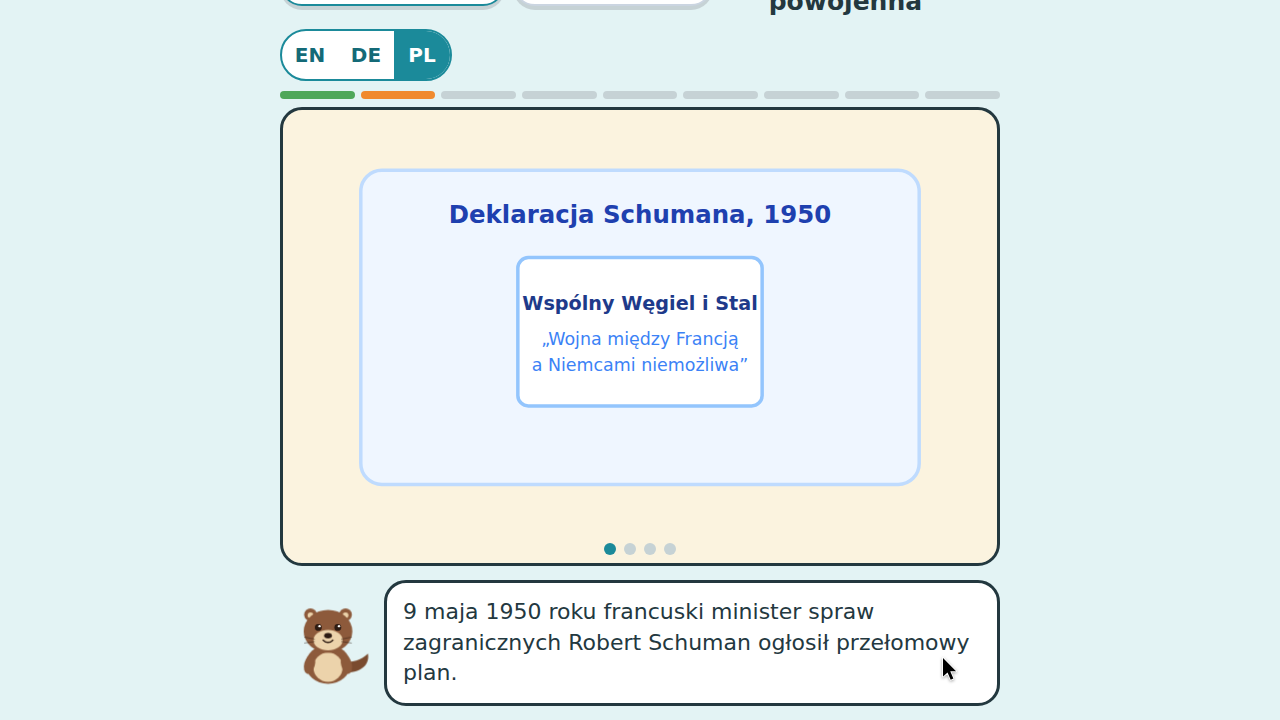 powojenna
EN DE PL
Deklaracja Schumana, 1950
Wspólny Węgiel i Stal
„Wojna między Francją
a Niemcami niemożliwa”
9 maja 1950 roku francuski minister spraw
zagranicznych Robert Schuman ogłosił przełomowy
plan.